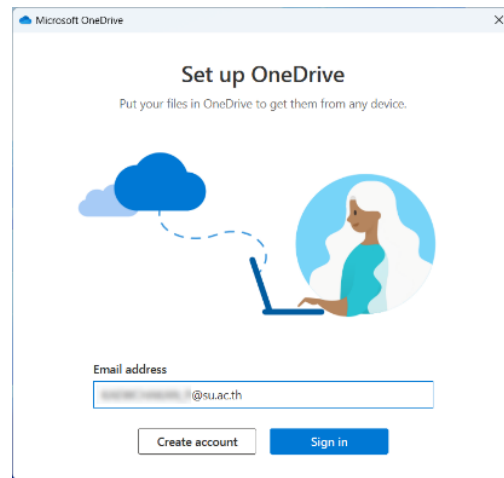 Microsoft OneDrive
Set up OneDrive
Put your files in OneDrive to get them from any device.
Email address
@su.ac.th
Create account
Sign in